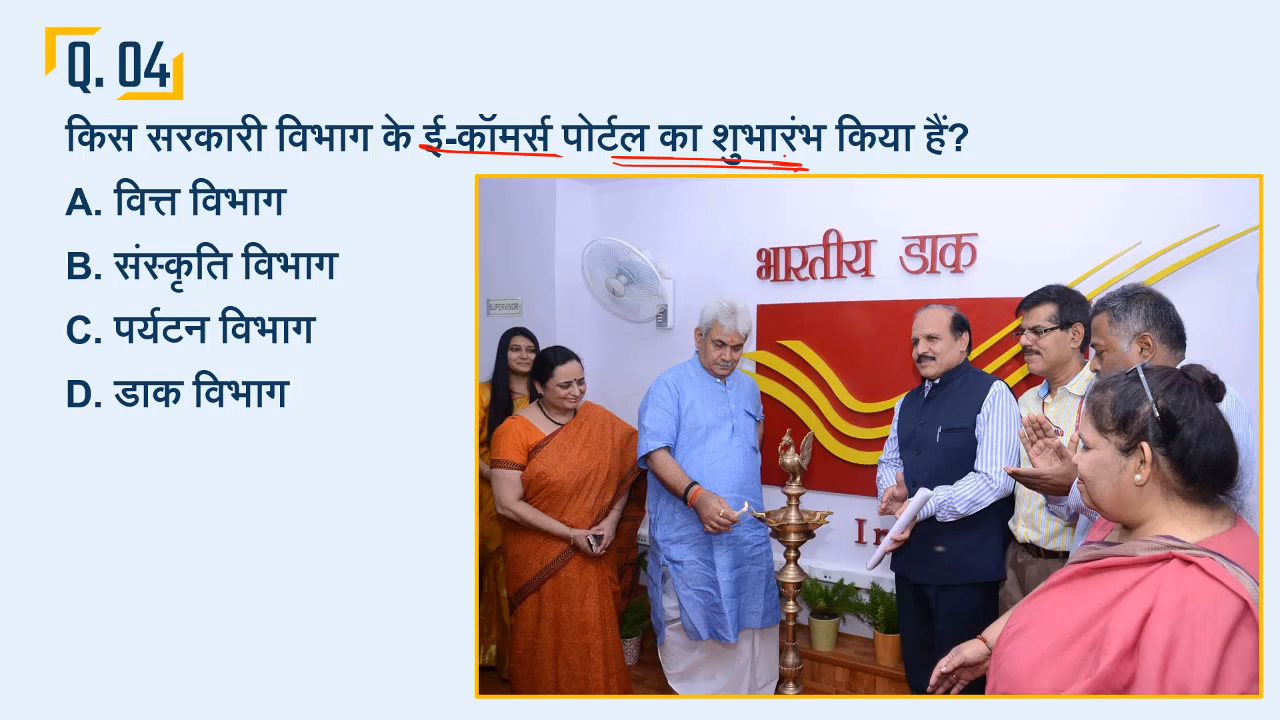 Q. 04
किस सरकारी विभाग के ई-कॉमर्स पोर्टल का शुभारंभ किया हैं?
A. वित्त विभाग
B. संस्कृति विभाग
C. पर्यटन विभाग
D. डाक विभाग
भारतीय डाक
SUPERVISOR